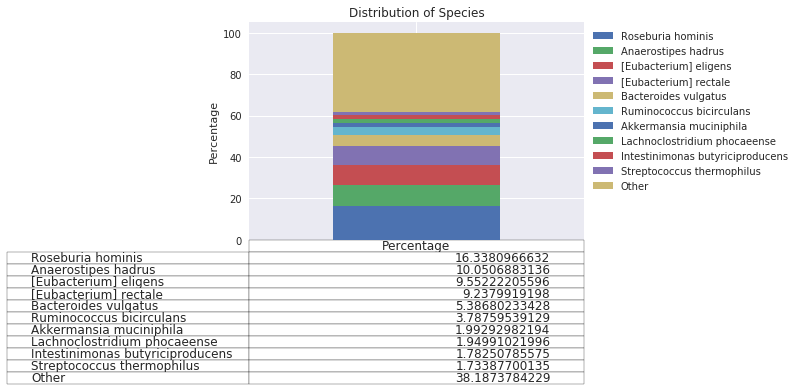 Distribution of Species
Percentage
100
80
60
40
20
0
Roseburia hominis
Anaerostipes hadrus
[Eubacterium] eligens
[Eubacterium] rectale
Bacteroides vulgatus
Ruminococcus bicirculans
Akkermansia muciniphila
Lachnoclostridium phocaeense
Intestinimonas butyriciproducens
Streptococcus thermophilus
Other
Percentage
Roseburia hominis 16.3380966632
Anaerostipes hadrus 10.0506883136
[Eubacterium] eligens 9.55222205596
[Eubacterium] rectale 9.2379919198
Bacteroides vulgatus 5.38680233428
Ruminococcus bicirculans 3.78759539129
Akkermansia muciniphila 1.99292982194
Lachnoclostridium phocaeense 1.94991021996
Intestinimonas butyriciproducens 1.78250785575
Streptococcus thermophilus 1.73387700135
Other 38.1873784229